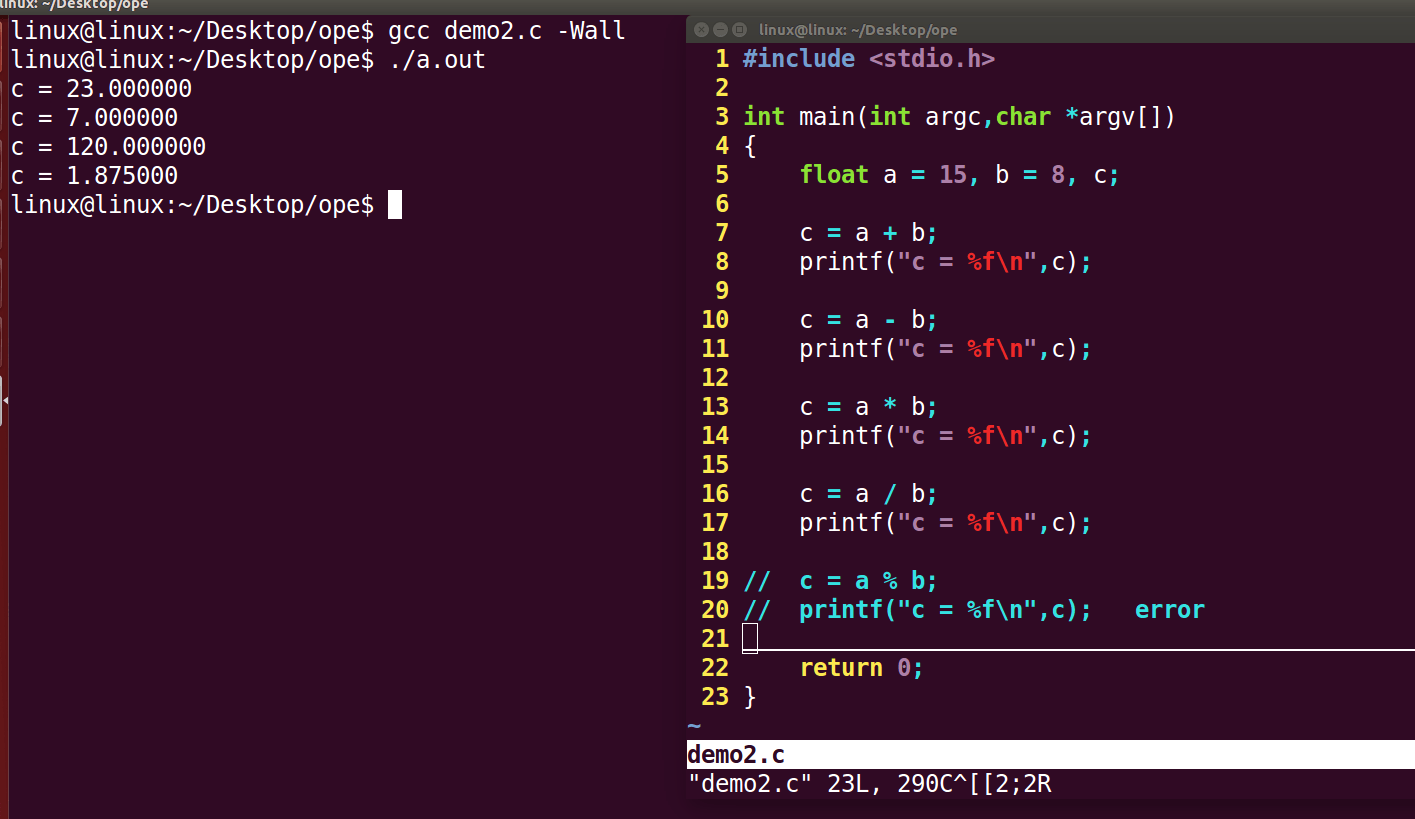 linux: ~/Desktop/ope
linux@linux:~/Desktop/ope$ gcc demo2.c -Wall
linux@linux:~/Desktop/ope$ ./a.out
c = 23.000000
c = 7.000000
c = 120.000000
c = 1.875000
linux@linux:~/Desktop/ope$
linux@linux: ~/Desktop/ope
1 #include <stdio.h>
2
3 int main(int argc,char *argv[])
4 {
5     float a = 15, b = 8, c;
6
7     c = a + b;
8     printf("c = %f\n",c);
9
10     c = a - b;
11     printf("c = %f\n",c);
12
13     c = a * b;
14     printf("c = %f\n",c);
15
16     c = a / b;
17     printf("c = %f\n",c);
18
19 //  c = a % b;
20 //  printf("c = %f\n",c);   error
21
22     return 0;
23 }
~
demo2.c
"demo2.c" 23L, 290C^[[2;2R